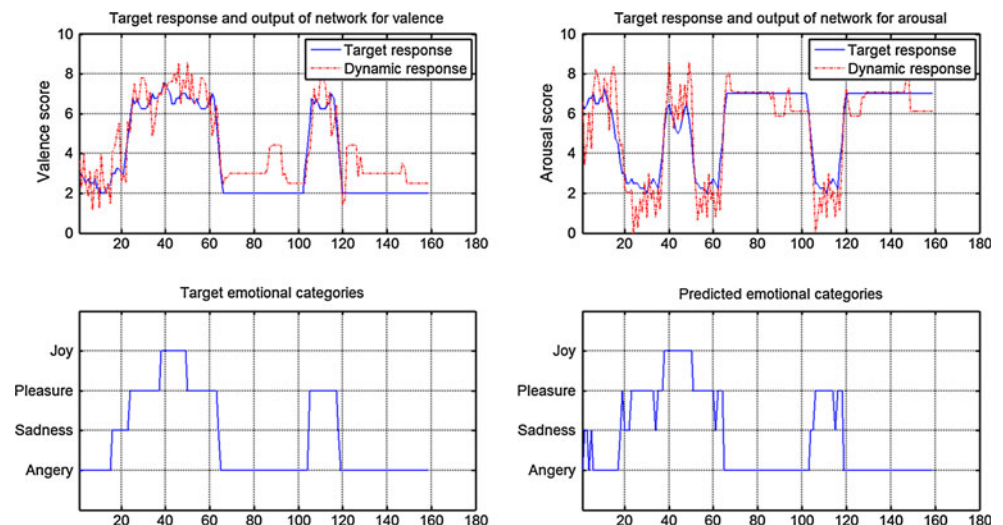 Target response and output of network for valence
10
8
6
4
2
0
Valence score
Target response
Dynamic response
20 40 60 80 100 120 140 160 180
Target response and output of network for arousal
10
8
6
4
2
0
Arousal score
Target response
Dynamic response
20 40 60 80 100 120 140 160 180
Target emotional categories
Joy
Pleasure
Sadness
Angery
20 40 60 80 100 120 140 160 180
Predicted emotional categories
Joy
Pleasure
Sadness
Angery
20 40 60 80 100 120 140 160 180